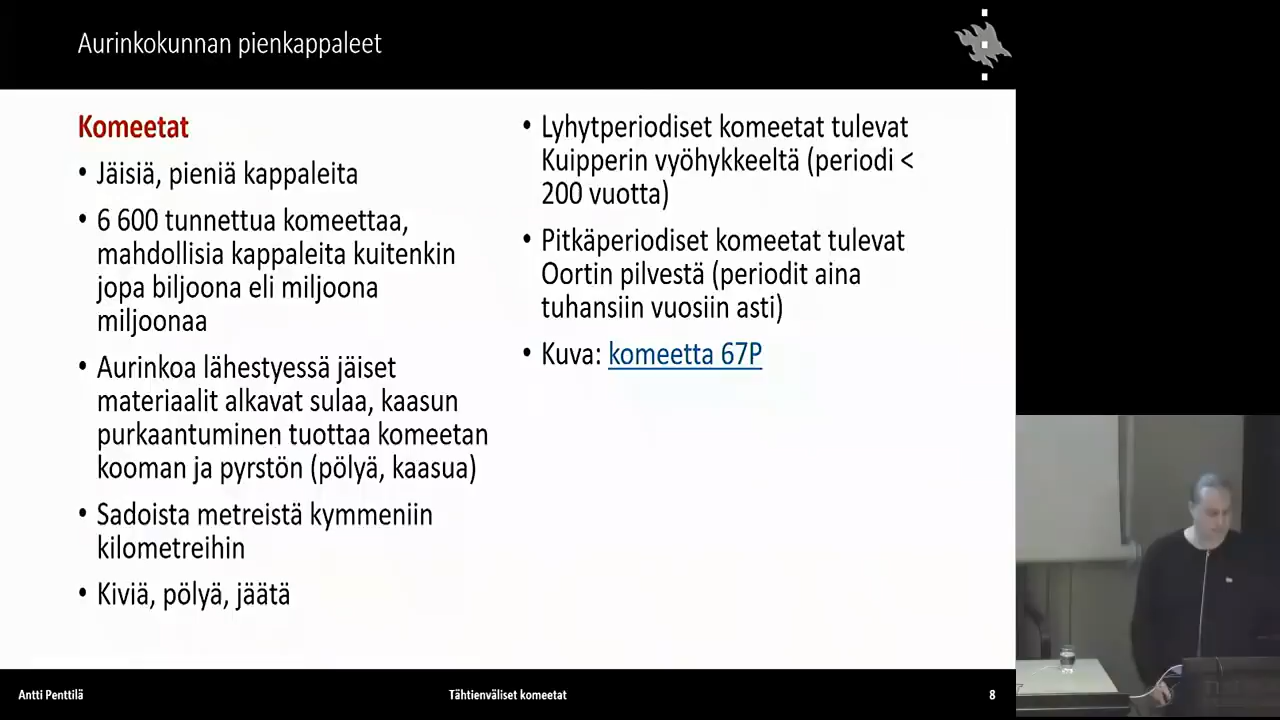 Aurinkokunnan pienkappaleet
Komeetat
• Jäisiä, pieniä kappaleita
• 6 600 tunnettua komeettaa,
mahdollisia kappaleita kuitenkin
jopa biljoona eli miljoona
miljoonaa
• Aurinkoa lähestyessä jäiset
materiaalit alkavat sulaa, kaasun
purkaantuminen tuottaa komeetan
kooman ja pyrstön (pölyä, kaasua)
• Sadoista metreistä kymmeniin
kilometreihin
• Kiviä, pölyä, jäätä
• Lyhytperiodiset komeetat tulevat
Kuipperin vyöhykkeeltä (periodi <
200 vuotta)
• Pitkäperiodiset komeetat tulevat
Oortin pilvestä (periodit aina
tuhansiin vuosiin asti)
• Kuva: komeetta 67P
Antti Penttilä
Tähtienväliset komeetat
8